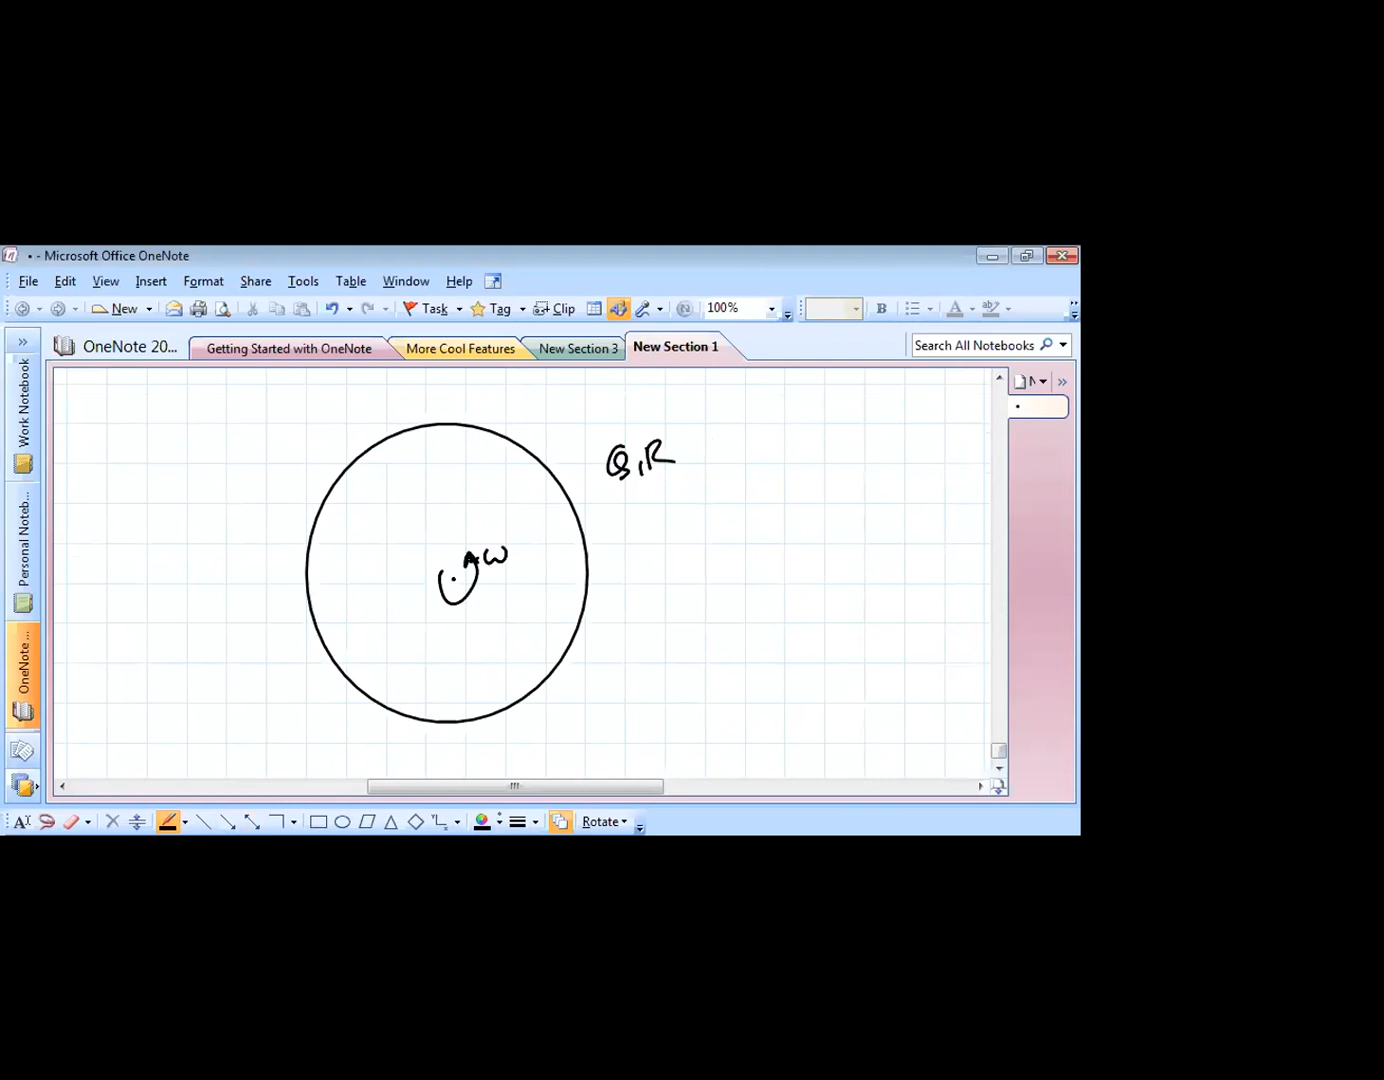 • - Microsoft Office OneNote
File Edit View Insert Format Share Tools Table Window Help
New Task Tag Clip 100% B A ab
OneNote 20... Getting Started with OneNote More Cool Features New Section 3 New Section 1 Search All Notebooks
Work Notebook
Personal Noteb...
OneNote...
Q, R
ω
A Rotate